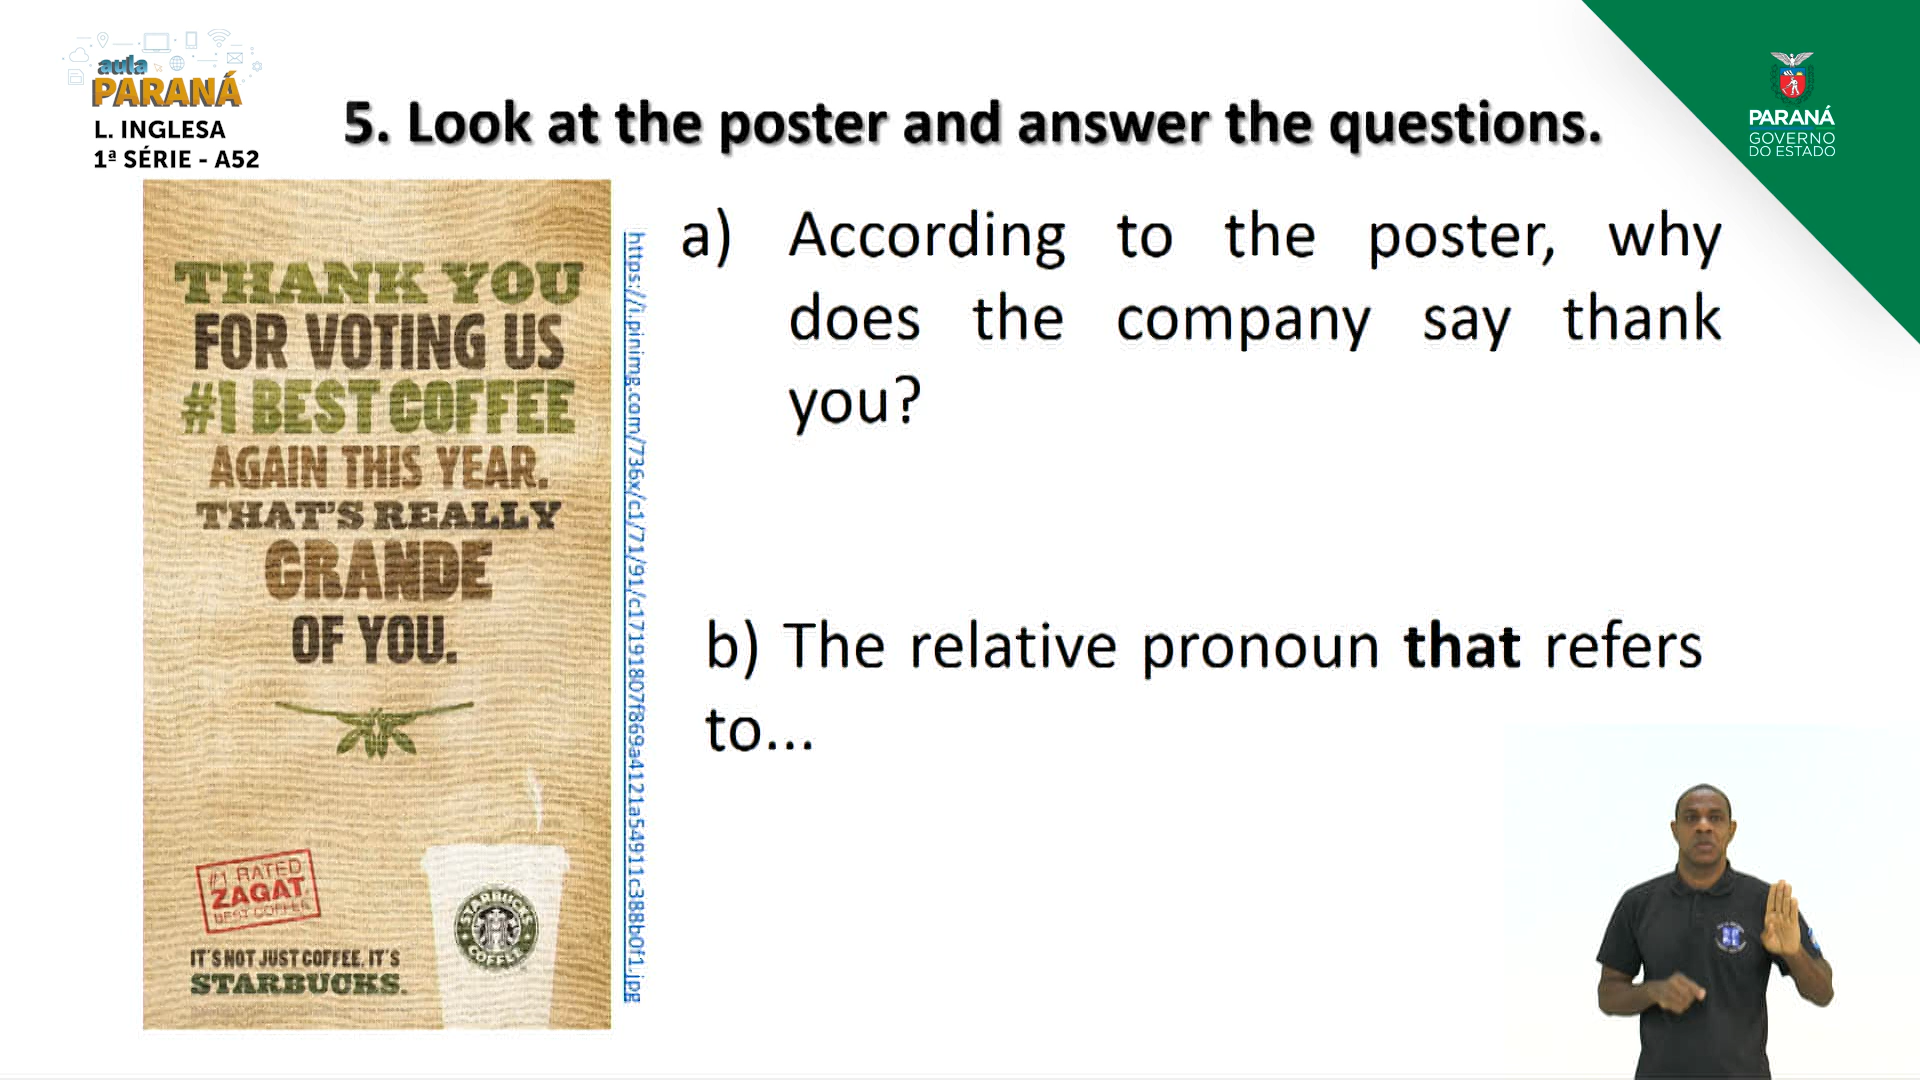 aula
PARANÁ
L. INGLESA
1ª SÉRIE - A52
5. Look at the poster and answer the questions.
PARANÁ
GOVERNO
DO ESTADO
THANK YOU
FOR VOTING US
#1 BEST COFFEE
AGAIN THIS YEAR.
THAT'S REALLY
GRANDE
OF YOU.
#1 RATED
ZAGAT
BEST COFFEE
IT'S NOT JUST COFFEE. IT'S
STARBUCKS.
STARBUCKS
COFFEE
https://i.pinimg.com/736x/c1/71/91/c17191807f869a4121a54911c388b0f1.jpg
a) According to the poster, why
does the company say thank
you?
b) The relative pronoun that refers
to...